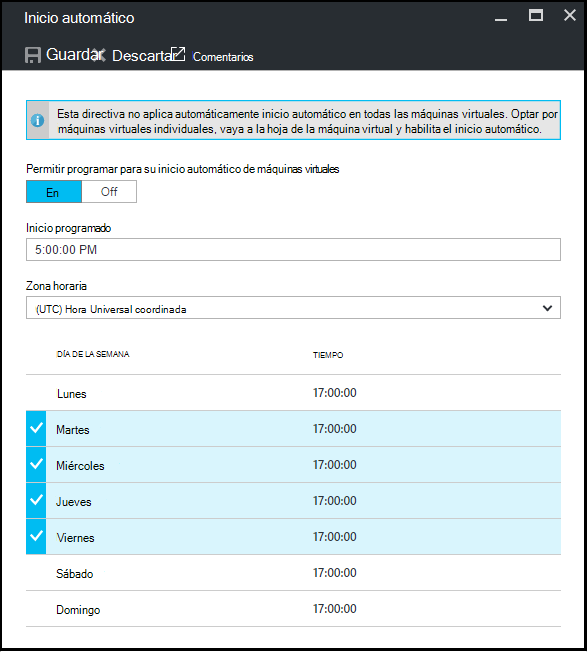 Inicio automático
Guardar Descartar Comentarios
Esta directiva no aplica automáticamente inicio automático en todas las máquinas virtuales. Optar por
máquinas virtuales individuales, vaya a la hoja de la máquina virtual y habilita el inicio automático.
Permitir programar para su inicio automático de máquinas virtuales
En Off
Inicio programado
5:00:00 PM
Zona horaria
(UTC) Hora Universal coordinada
DÍA DE LA SEMANA TIEMPO
Lunes 17:00:00
Martes 17:00:00
Miércoles 17:00:00
Jueves 17:00:00
Viernes 17:00:00
Sábado 17:00:00
Domingo 17:00:00